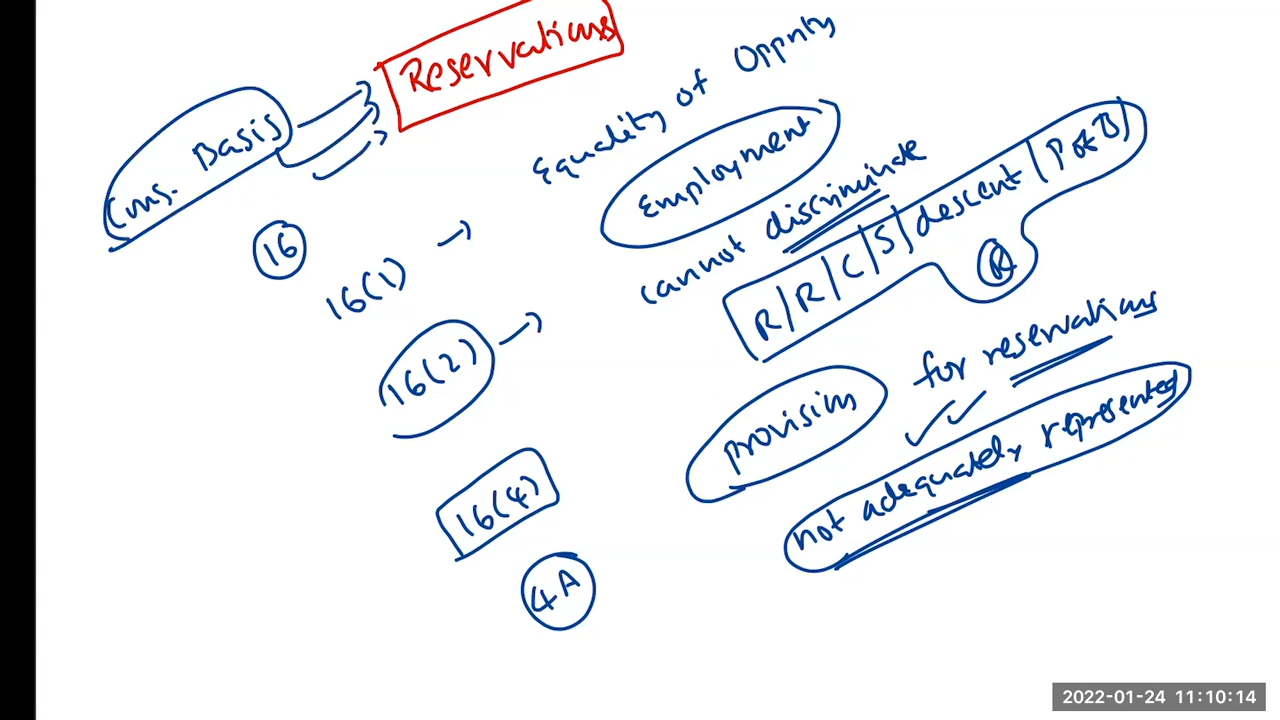 Reservations
Cons. Basis
16
16(1) → Equality of Oppnty
Employment
16(2) → cannot discriminate
R/R/C/S/descent/P of B)
R
16(4) provision for reservations
not adequately represented
4A
2022-01-24 11:10:14